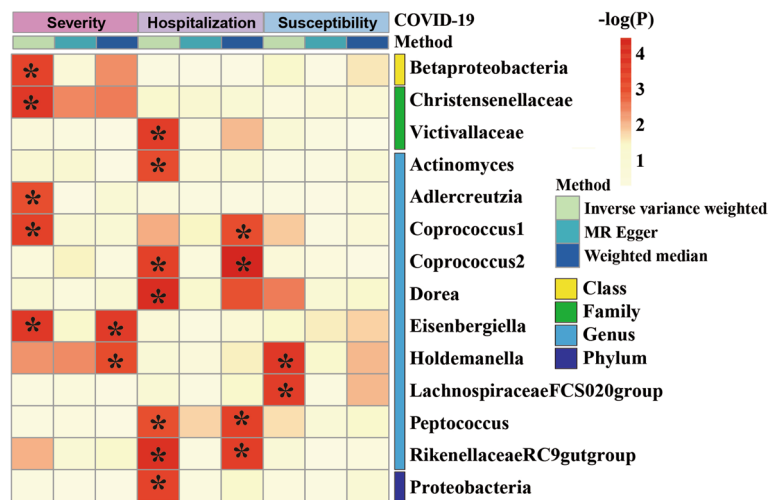 Severity Hospitalization Susceptibility COVID-19
Method
* Betaproteobacteria
* Christensenellaceae
* Victivallaceae
* Actinomyces
* Adlercreutzia
* * Coprococcus1
* * Coprococcus2
* Dorea
* * Eisenbergiella
* * Holdemanella
* LachnospiraceaeFCS020group
* * Peptococcus
* * RikenellaceaeRC9gutgroup
* Proteobacteria
-log(P)
4
3
2
1
Method
Inverse variance weighted
MR Egger
Weighted median
Class
Family
Genus
Phylum